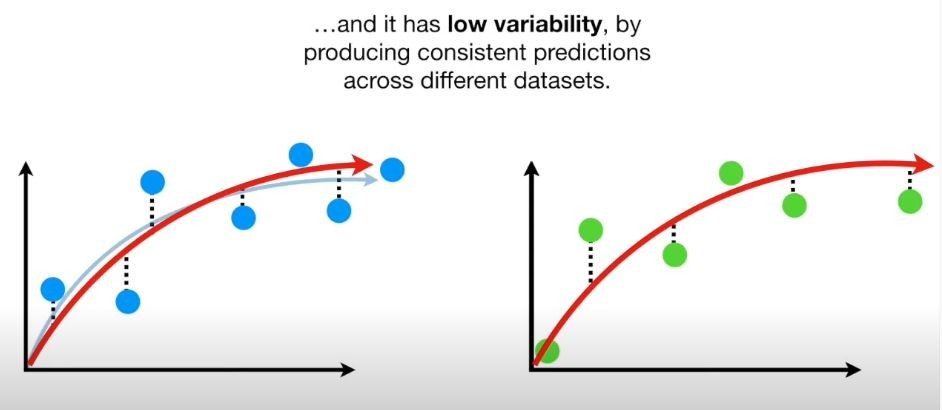 …and it has low variability, by
producing consistent predictions
across different datasets.